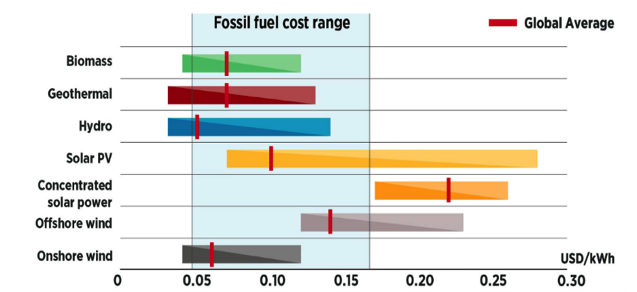 Fossil fuel cost range
Global Average
Biomass
Geothermal
Hydro
Solar PV
Concentrated
solar power
Offshore wind
Onshore wind
USD/kWh
0 0.05 0.10 0.15 0.20 0.25 0.30